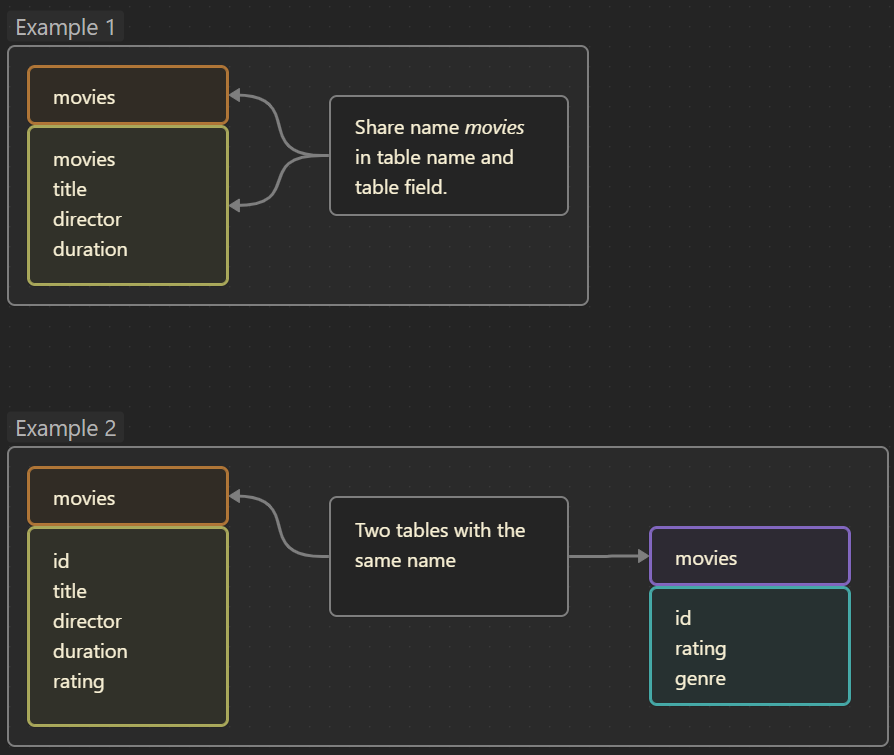 Example 1
movies
movies
title
director
duration
Share name movies
in table name and
table field.
Example 2
movies
id
title
director
duration
rating
Two tables with the
same name
movies
id
rating
genre